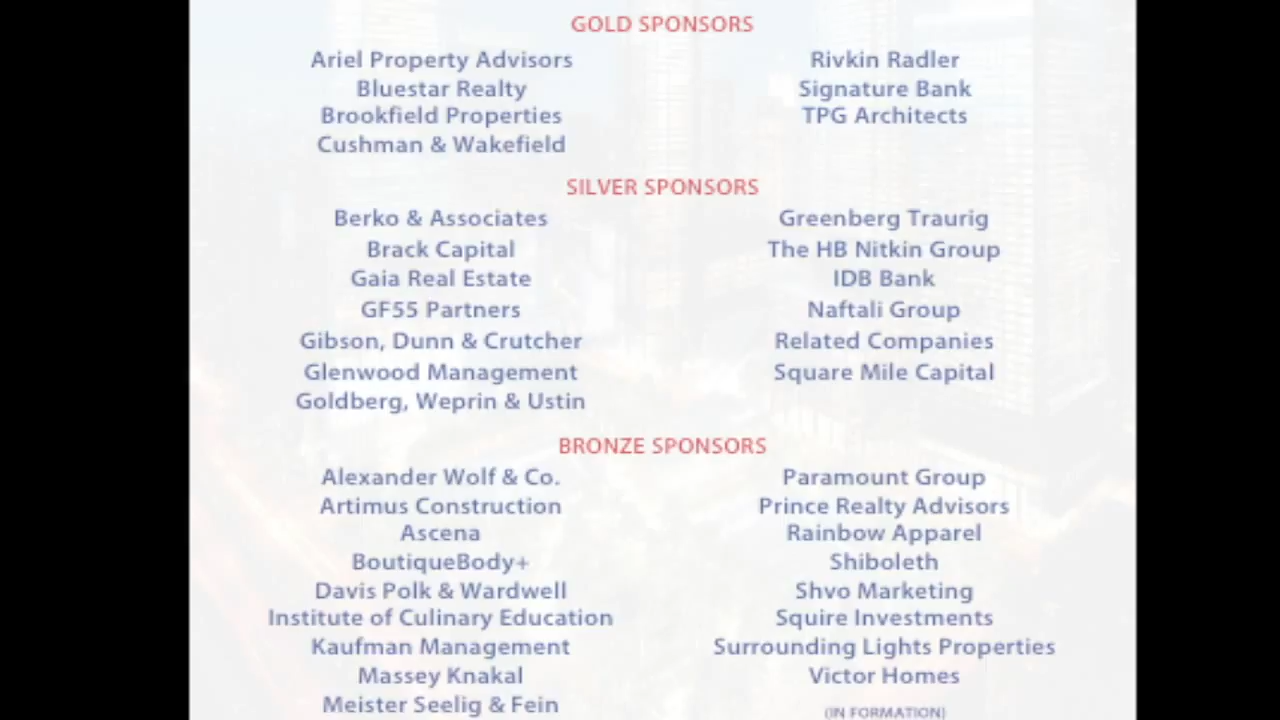 GOLD SPONSORS
Ariel Property Advisors
Bluestar Realty
Brookfield Properties
Cushman & Wakefield
Rivkin Radler
Signature Bank
TPG Architects
SILVER SPONSORS
Berko & Associates
Brack Capital
Gaia Real Estate
GF55 Partners
Gibson, Dunn & Crutcher
Glenwood Management
Goldberg, Weprin & Ustin
Greenberg Traurig
The HB Nitkin Group
IDB Bank
Naftali Group
Related Companies
Square Mile Capital
BRONZE SPONSORS
Alexander Wolf & Co.
Artimus Construction
Ascena
BoutiqueBody+
Davis Polk & Wardwell
Institute of Culinary Education
Kaufman Management
Massey Knakal
Meister Seelig & Fein
Paramount Group
Prince Realty Advisors
Rainbow Apparel
Shiboleth
Shvo Marketing
Squire Investments
Surrounding Lights Properties
Victor Homes
(IN FORMATION)